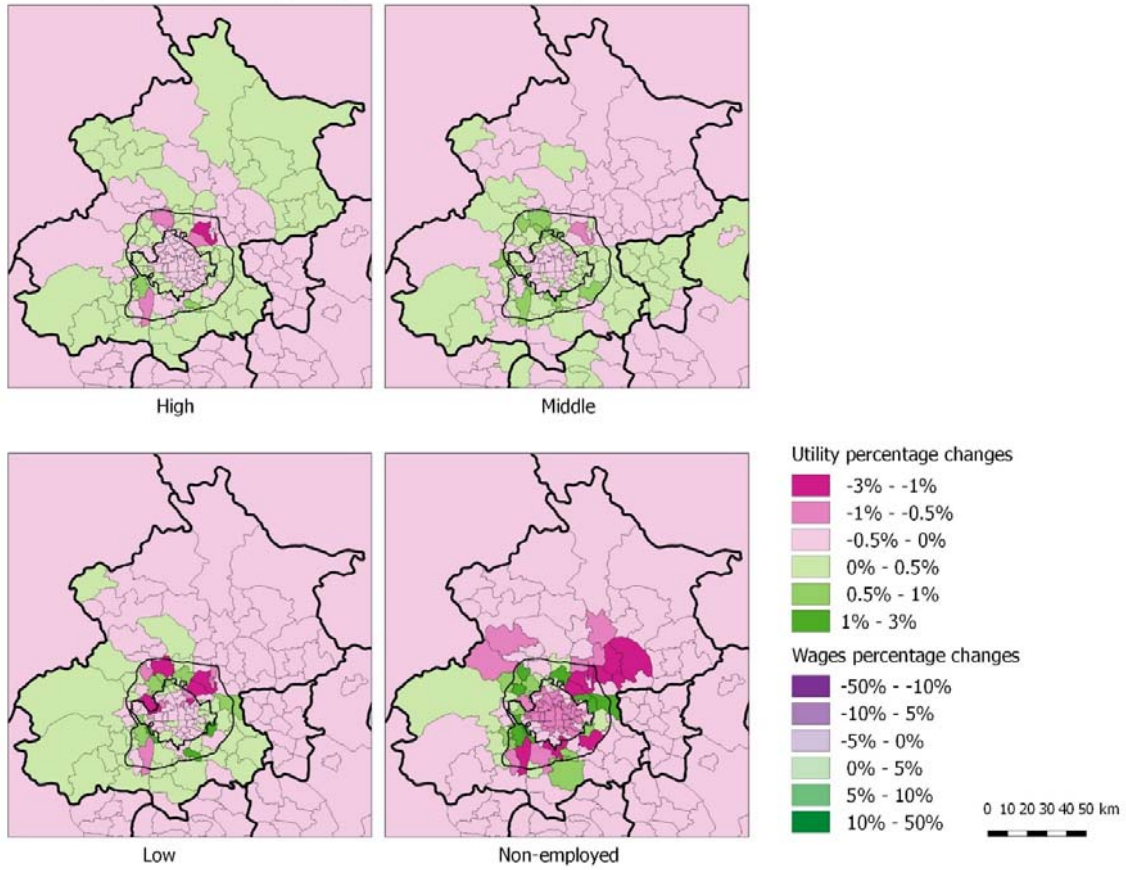 High
Middle
Low
Non-employed
Utility percentage changes
-3% - -1%
-1% - -0.5%
-0.5% - 0%
0% - 0.5%
0.5% - 1%
1% - 3%
Wages percentage changes
-50% - -10%
-10% - 5%
-5% - 0%
0% - 5%
5% - 10%
10% - 50%
0 10 20 30 40 50 km